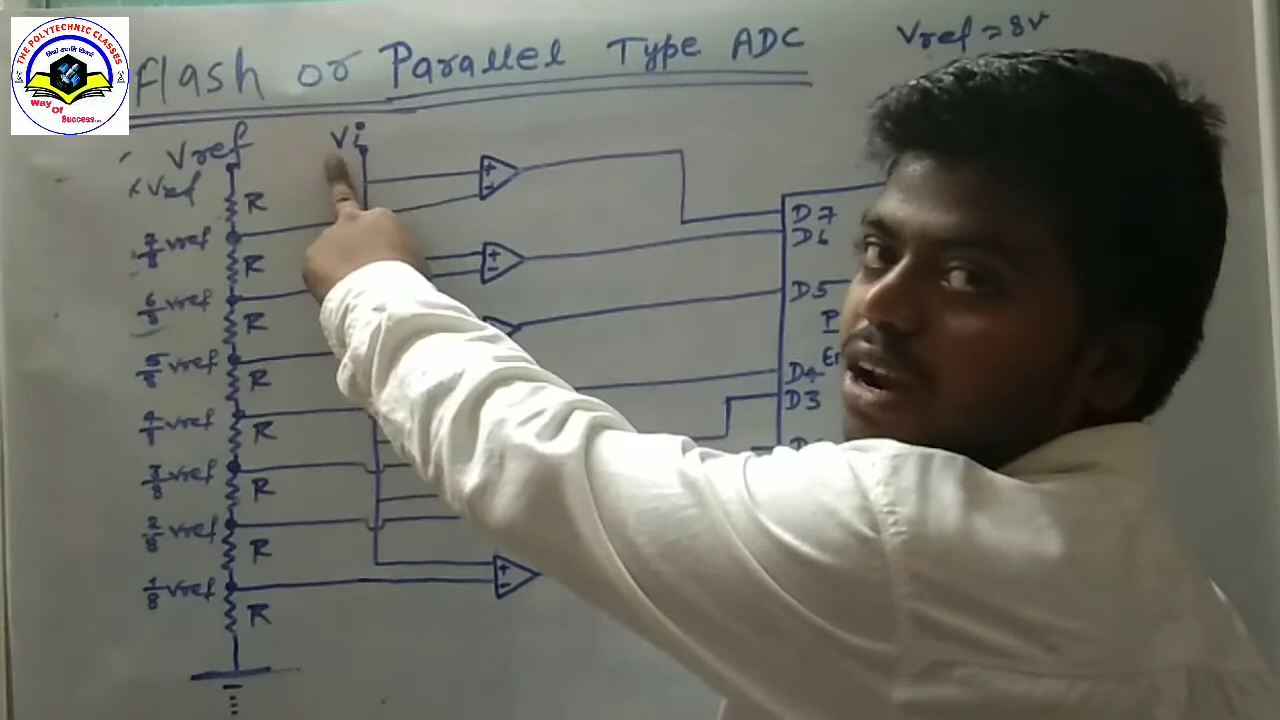 THE POLYTECHNIC CLASSES
Way Of Success...
Flash or Parallel Type ADC
Vref = 8V
Vref
Vi
Vref
R
+
-
D7
7/8 Vref
R
+
-
D6
6/8 Vref
R
D5
5/8 Vref
R
P
En
D4
4/8 Vref
R
D3
3/8 Vref
R
2/8 Vref
R
+
-
1/8 Vref
R